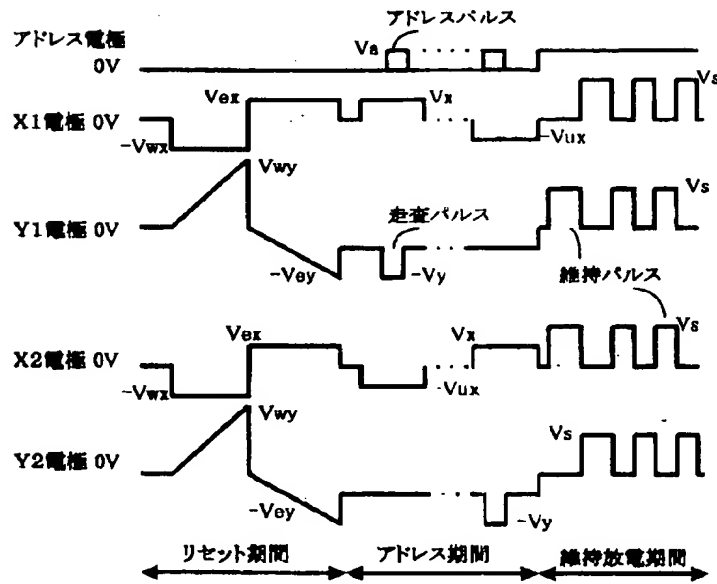 アドレスパルス
アドレス電極
0V
Va
Vs
Vex
Vx
X1電極 0V
-Vwx
-Vux
Vwy
Vs
走査パルス
Y1電極 0V
-Vey
-Vy
維持パルス
Vex
Vx
Vs
X2電極 0V
-Vwx
-Vux
Vwy
Vs
Y2電極 0V
-Vey
-Vy
リセット期間
アドレス期間
維持放電期間